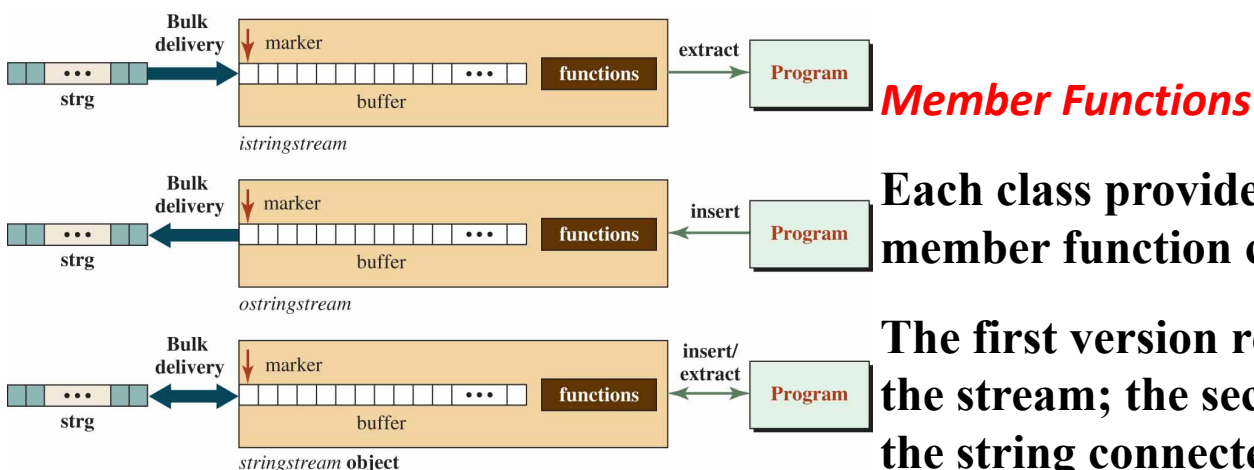 Bulk
delivery
marker
•••
strg
•••
buffer
functions
extract
Program
istringstream
Bulk
delivery
marker
•••
strg
•••
buffer
functions
insert
Program
ostringstream
Bulk
delivery
marker
•••
strg
•••
buffer
functions
insert/
extract
Program
stringstream object
Member Functions
Each class provide
member function
The first version
the stream; the
the string connecte